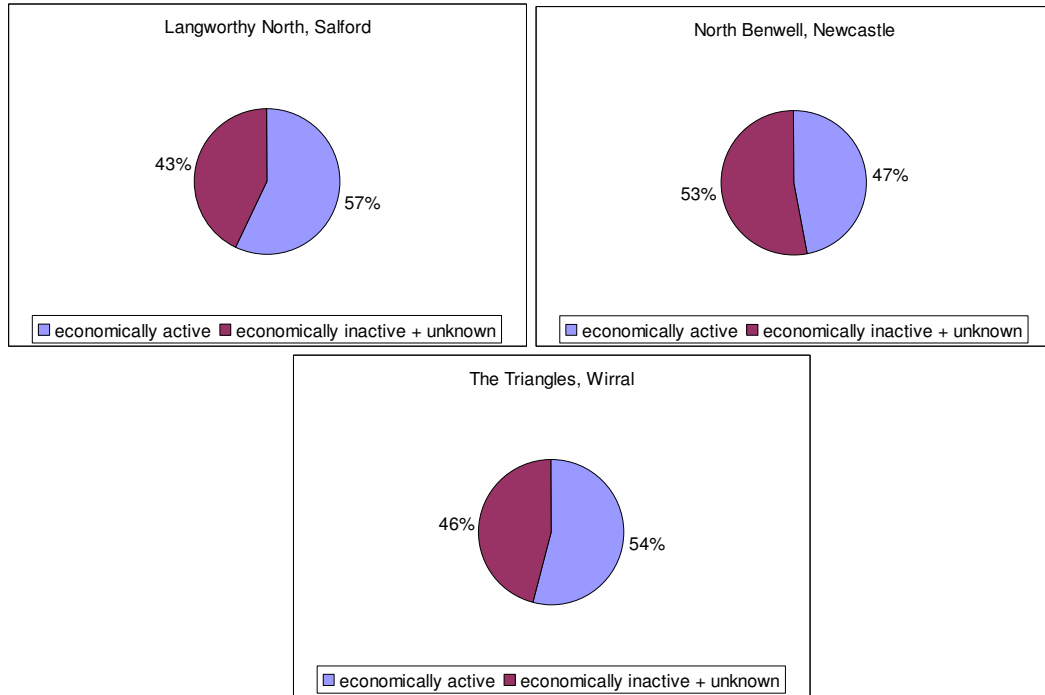 Langworthy North, Salford
43%
57%
economically active economically inactive + unknown
North Benwell, Newcastle
53%
47%
economically active economically inactive + unknown
The Triangles, Wirral
46%
54%
economically active economically inactive + unknown